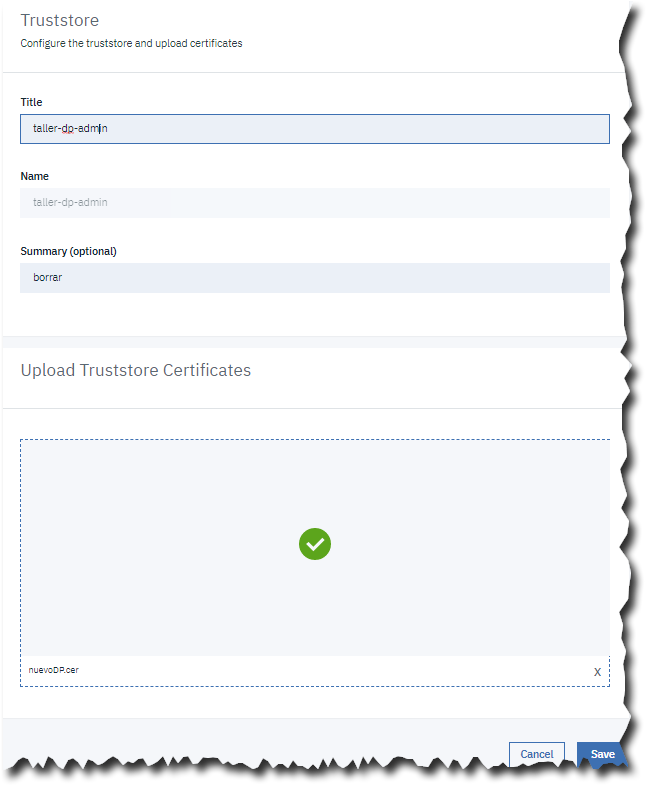 Truststore
Configure the truststore and upload certificates
Title
taller-dp-admin
Name
taller-dp-admin
Summary (optional)
borrar
Upload Truststore Certificates
nuevoDP.cer
X
Cancel
Save